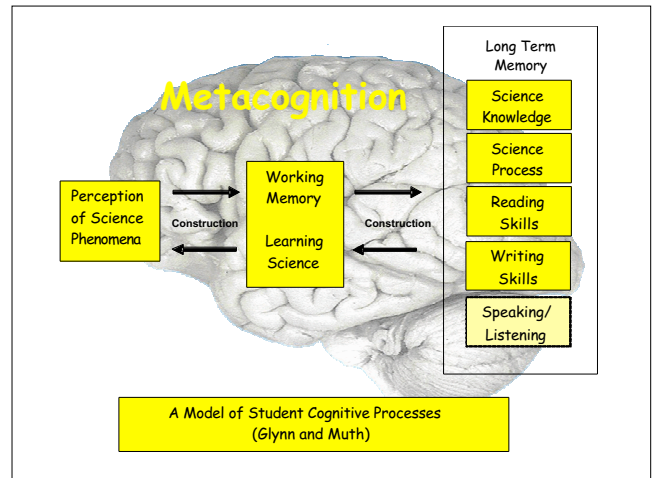 Long Term
Memory
Metacognition
Science
Knowledge
Science
Process
Reading
Skills
Writing
Skills
Speaking/
Listening
Perception
of Science
Phenomena
Construction
Working
Memory
Learning
Science
Construction
A Model of Student Cognitive Processes
(Glynn and Muth)